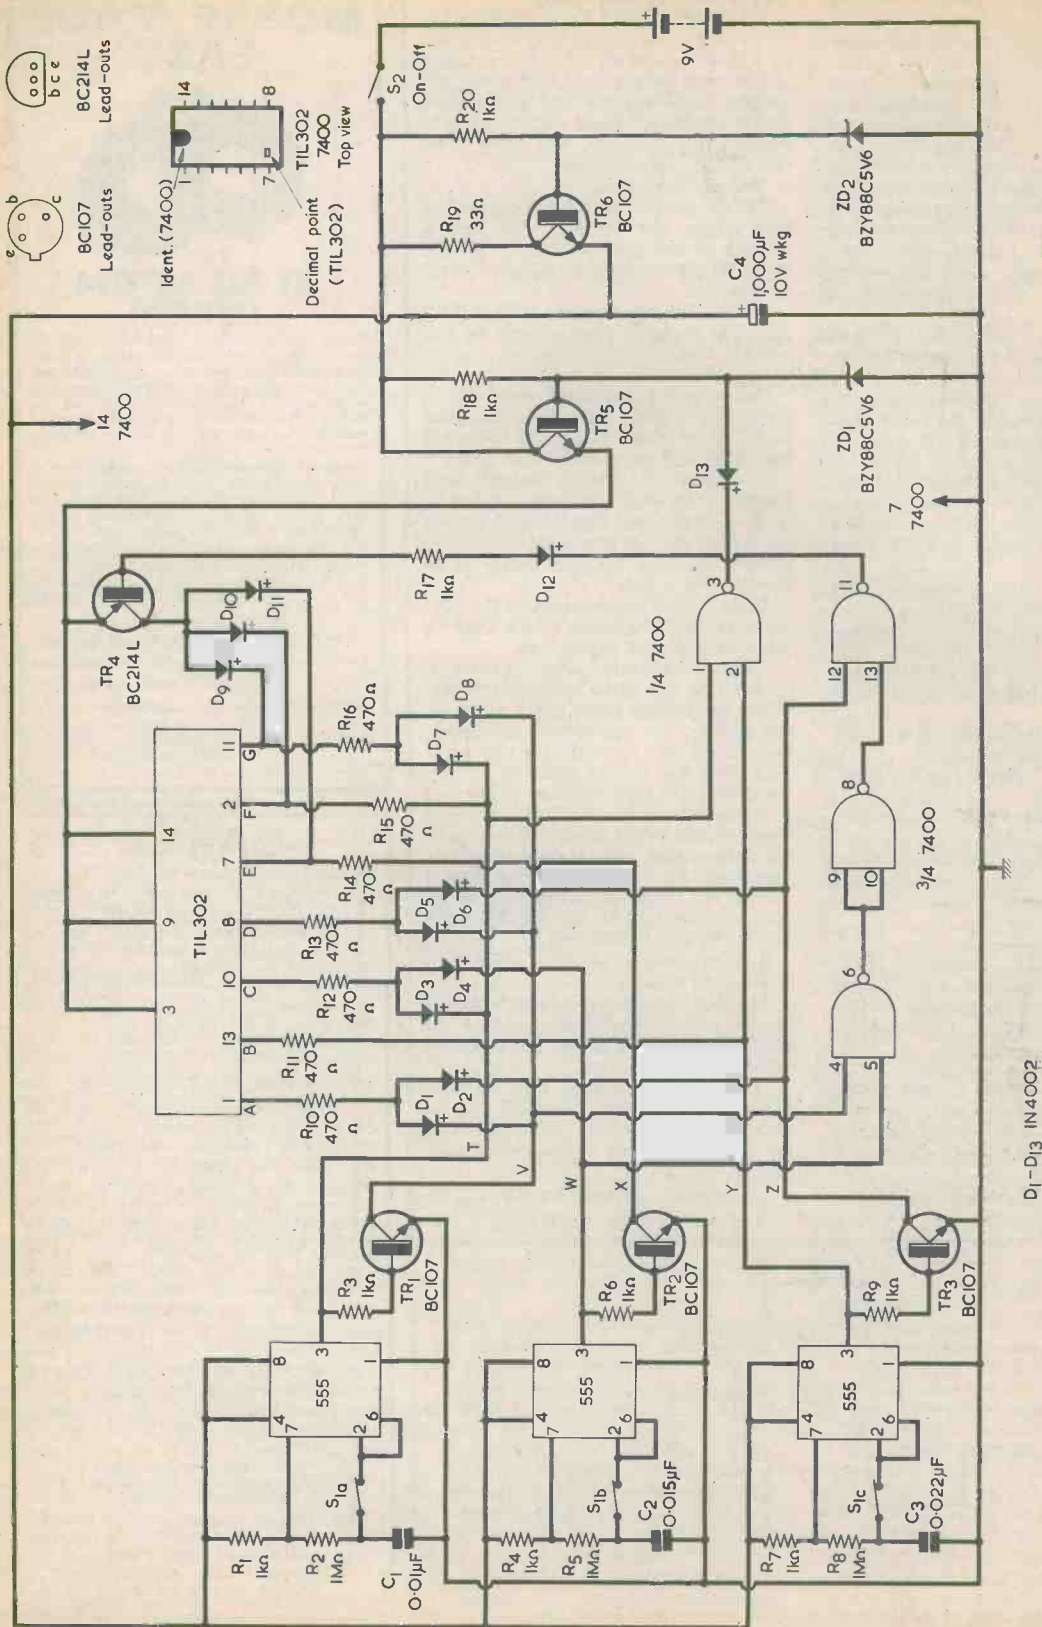 b c e
BC214L
Lead-outs
e
b
c
BC107
Lead-outs
Ident.(7400)
1
14
7
8
TIL302
7400
Top view
Decimal point
(TIL302)
14
7400
S2
On-Off
+
9V
R20
1kΩ
R19
33Ω
TR6
BC107
ZD2
BZY88C5V6
C4
1,000µF
10V wkg
+
R18
1kΩ
TR5
BC107
D13
+
ZD1
BZY88C5V6
7
7400
TR4
BC214L
D9
+
D10
+
D11
+
R17
1kΩ
D12
+
1/4 7400
1
2
3
12
13
11
9
10
8
3/4 7400
4
5
6
3
9
14
TIL302
1
13
10
8
7
2
11
A
B
C
D
E
F
G
R10
470
Ω
R11
470
Ω
R12
470
Ω
R13
470
Ω
R14
470
Ω
R15
470
Ω
R16
470Ω
D1
+
D2
+
D3
+
D4
+
D5
+
D6
+
D7
+
D8
+
T
V
W
X
Y
Z
R1
1kΩ
R2
1MΩ
C1
0.01µF
S1a
4
8
7
555
3
2
6
1
R3
1kΩ
TR1
BC107
R4
1kΩ
R5
1MΩ
C2
0.015µF
S1b
4
8
7
555
3
2
6
1
R6
1kΩ
TR2
BC107
R7
1kΩ
R8
1MΩ
C3
0.022µF
S1c
4
8
7
555
3
2
6
1
R9
1kΩ
TR3
BC107
D1-D13 IN4002